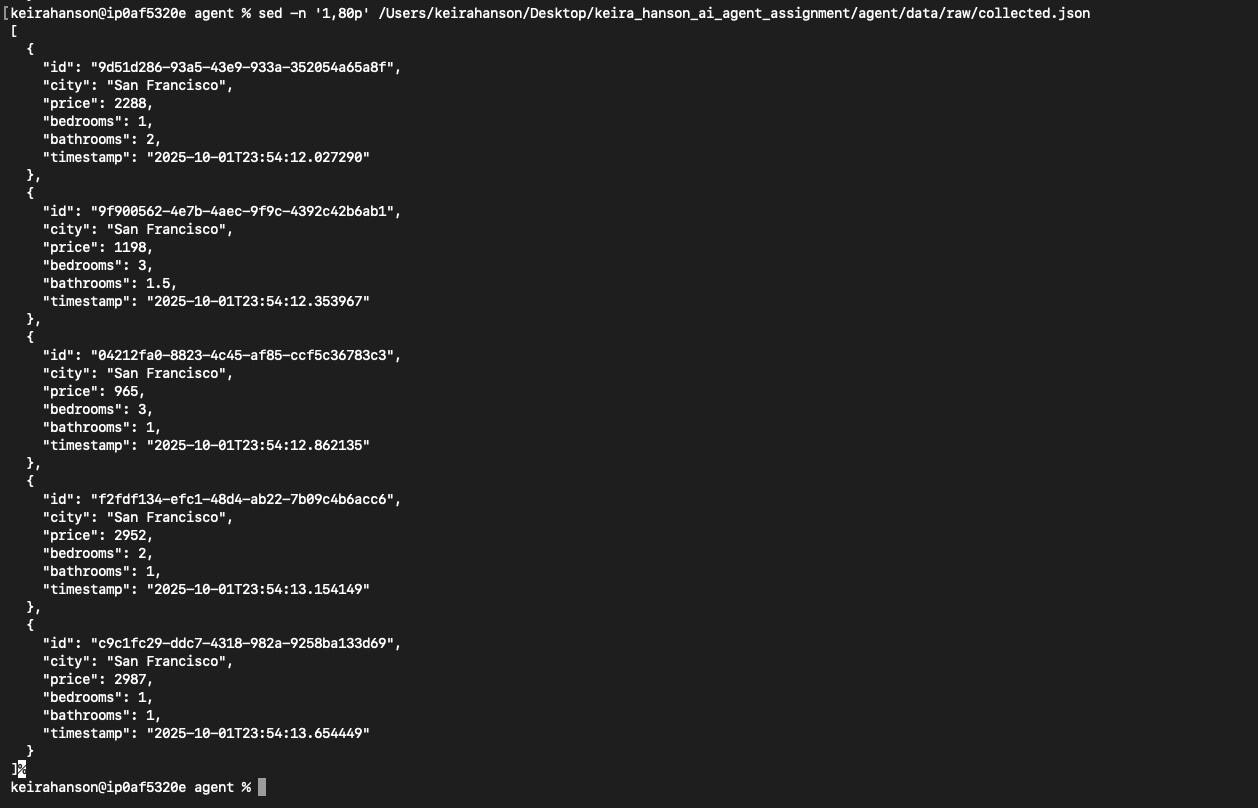 [keirahanson@ip0af5320e agent % sed -n '1,80p' /Users/keirahanson/Desktop/keira_hanson_ai_agent_assignment/agent/data/raw/collected.json
[
  {
    "id": "9d51d286-93a5-43e9-933a-352054a65a8f",
    "city": "San Francisco",
    "price": 2288,
    "bedrooms": 1,
    "bathrooms": 2,
    "timestamp": "2025-10-01T23:54:12.027290"
  },
  {
    "id": "9f900562-4e7b-4aec-9f9c-4392c42b6ab1",
    "city": "San Francisco",
    "price": 1198,
    "bedrooms": 3,
    "bathrooms": 1.5,
    "timestamp": "2025-10-01T23:54:12.353967"
  },
  {
    "id": "04212fa0-8823-4c45-af85-ccf5c36783c3",
    "city": "San Francisco",
    "price": 965,
    "bedrooms": 3,
    "bathrooms": 1,
    "timestamp": "2025-10-01T23:54:12.862135"
  },
  {
    "id": "f2fdf134-efc1-48d4-ab22-7b09c4b6acc6",
    "city": "San Francisco",
    "price": 2952,
    "bedrooms": 2,
    "bathrooms": 1,
    "timestamp": "2025-10-01T23:54:13.154149"
  },
  {
    "id": "c9c1fc29-ddc7-4318-982a-9258ba133d69",
    "city": "San Francisco",
    "price": 2987,
    "bedrooms": 1,
    "bathrooms": 1,
    "timestamp": "2025-10-01T23:54:13.654449"
  }
]%
keirahanson@ip0af5320e agent %